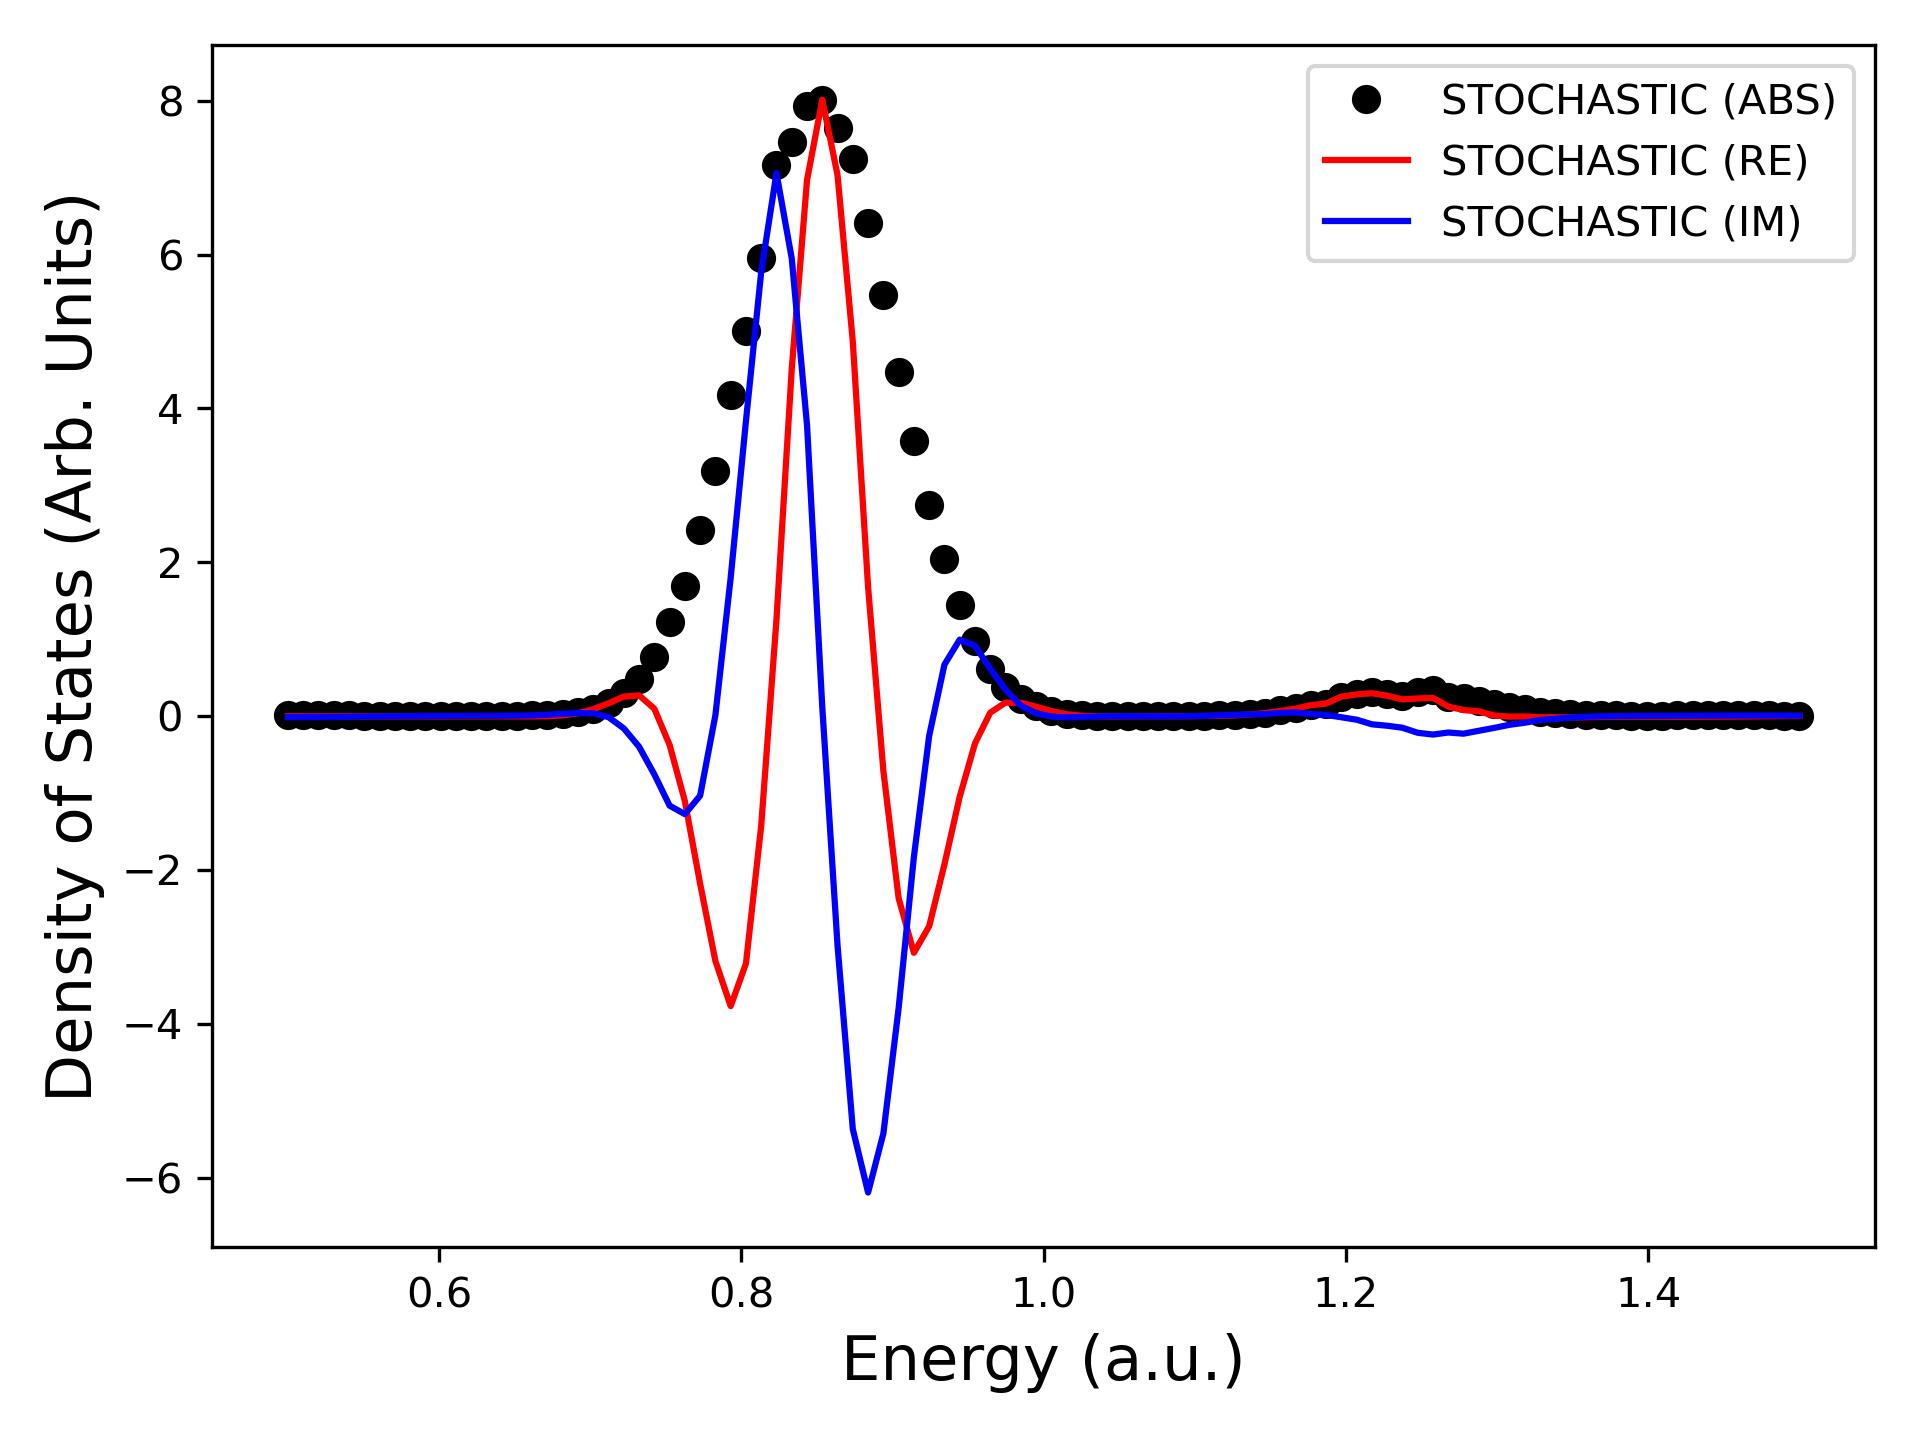 STOCHASTIC (ABS)
STOCHASTIC (RE)
STOCHASTIC (IM)
Density of States (Arb. Units)
8
6
4
2
0
−2
−4
−6
0.6 0.8 1.0 1.2 1.4
Energy (a.u.)